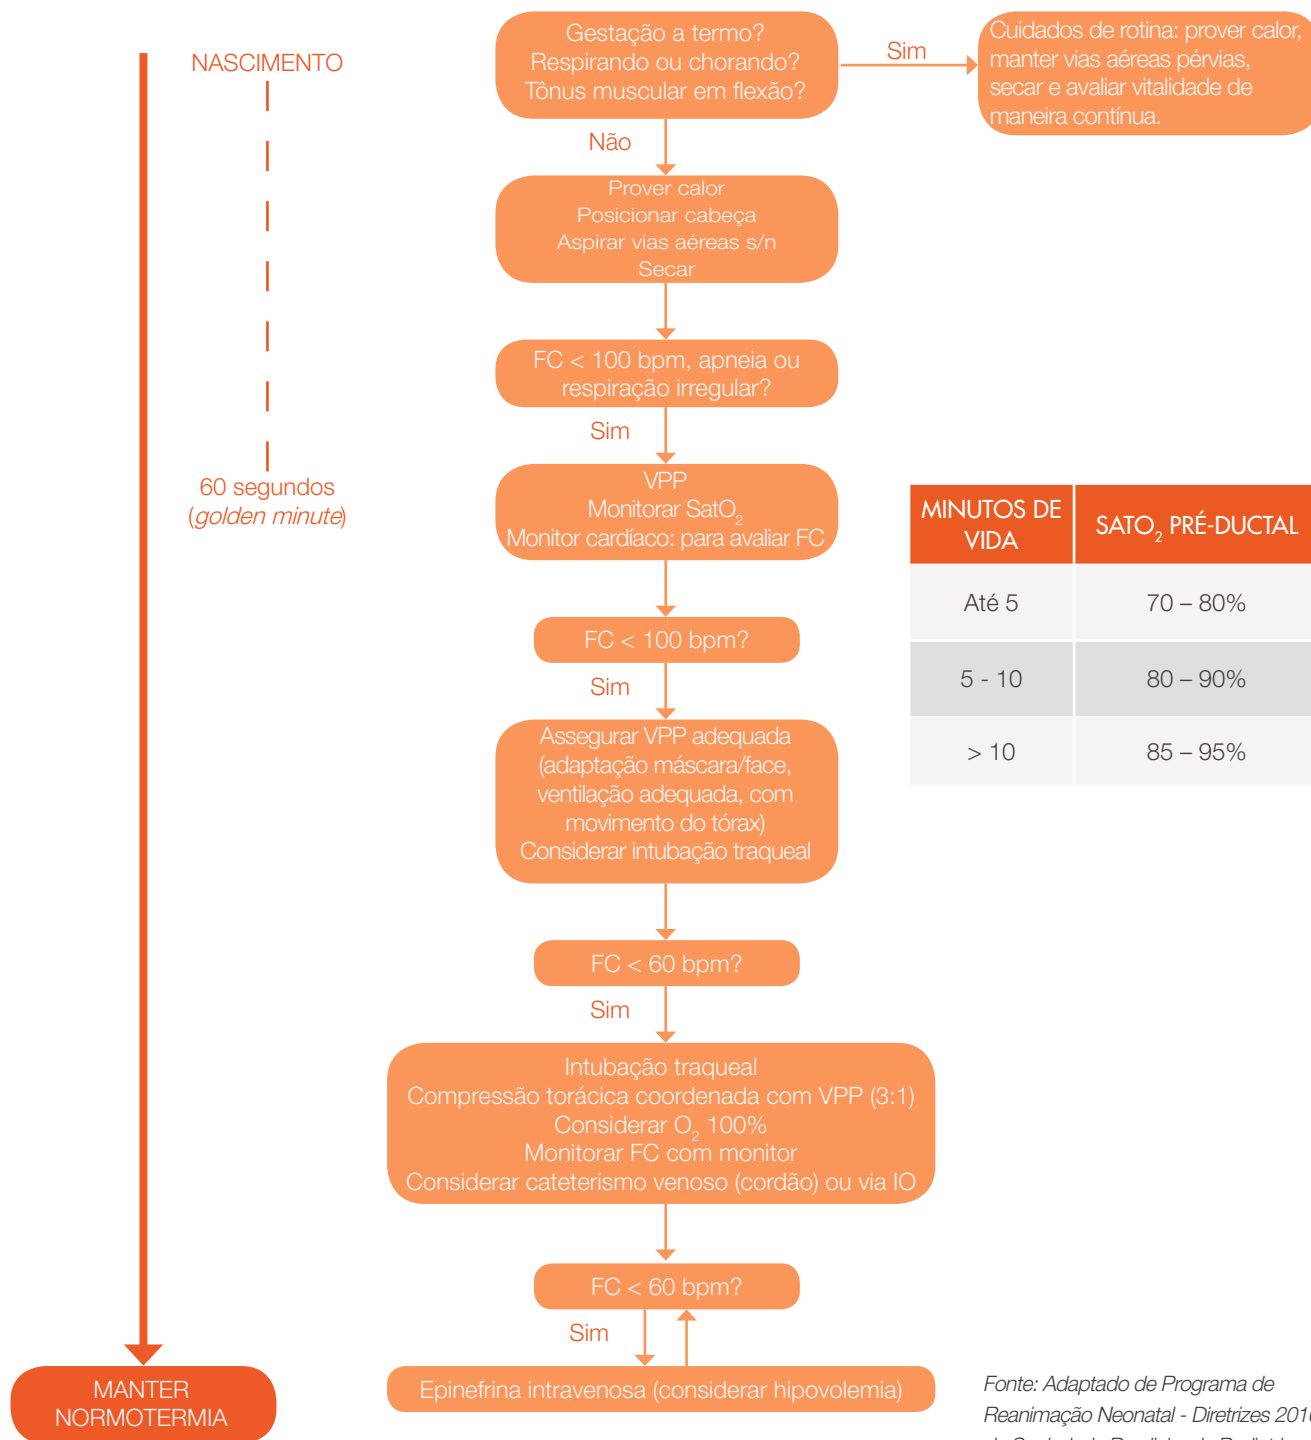 NASCIMENTO
60 segundos
(golden minute)
MANTER
NORMOTERMIA
Gestação a termo?
Respirando ou chorando?
Tônus muscular em flexão?
Sim
Cuidados de rotina: prover calor,
manter vias aéreas pérvias,
secar e avaliar vitalidade de
maneira contínua.
Não
Prover calor
Posicionar cabeça
Aspirar vias aéreas s/n
Secar
FC < 100 bpm, apneia ou
respiração irregular?
Sim
VPP
Monitorar SatO₂
Monitor cardíaco: para avaliar FC
FC < 100 bpm?
Sim
Assegurar VPP adequada
(adaptação máscara/face,
ventilação adequada, com
movimento do tórax)
Considerar intubação traqueal
FC < 60 bpm?
Sim
Intubação traqueal
Compressão torácica coordenada com VPP (3:1)
Considerar O₂ 100%
Monitorar FC com monitor
Considerar cateterismo venoso (cordão) ou via IO
FC < 60 bpm?
Sim
Epinefrina intravenosa (considerar hipovolemia)
MINUTOS DE
VIDA
SATO₂ PRÉ-DUCTAL
Até 5 70 – 80%
5 - 10 80 – 90%
> 10 85 – 95%
Fonte: Adaptado de Programa de
Reanimação Neonatal - Diretrizes 2016